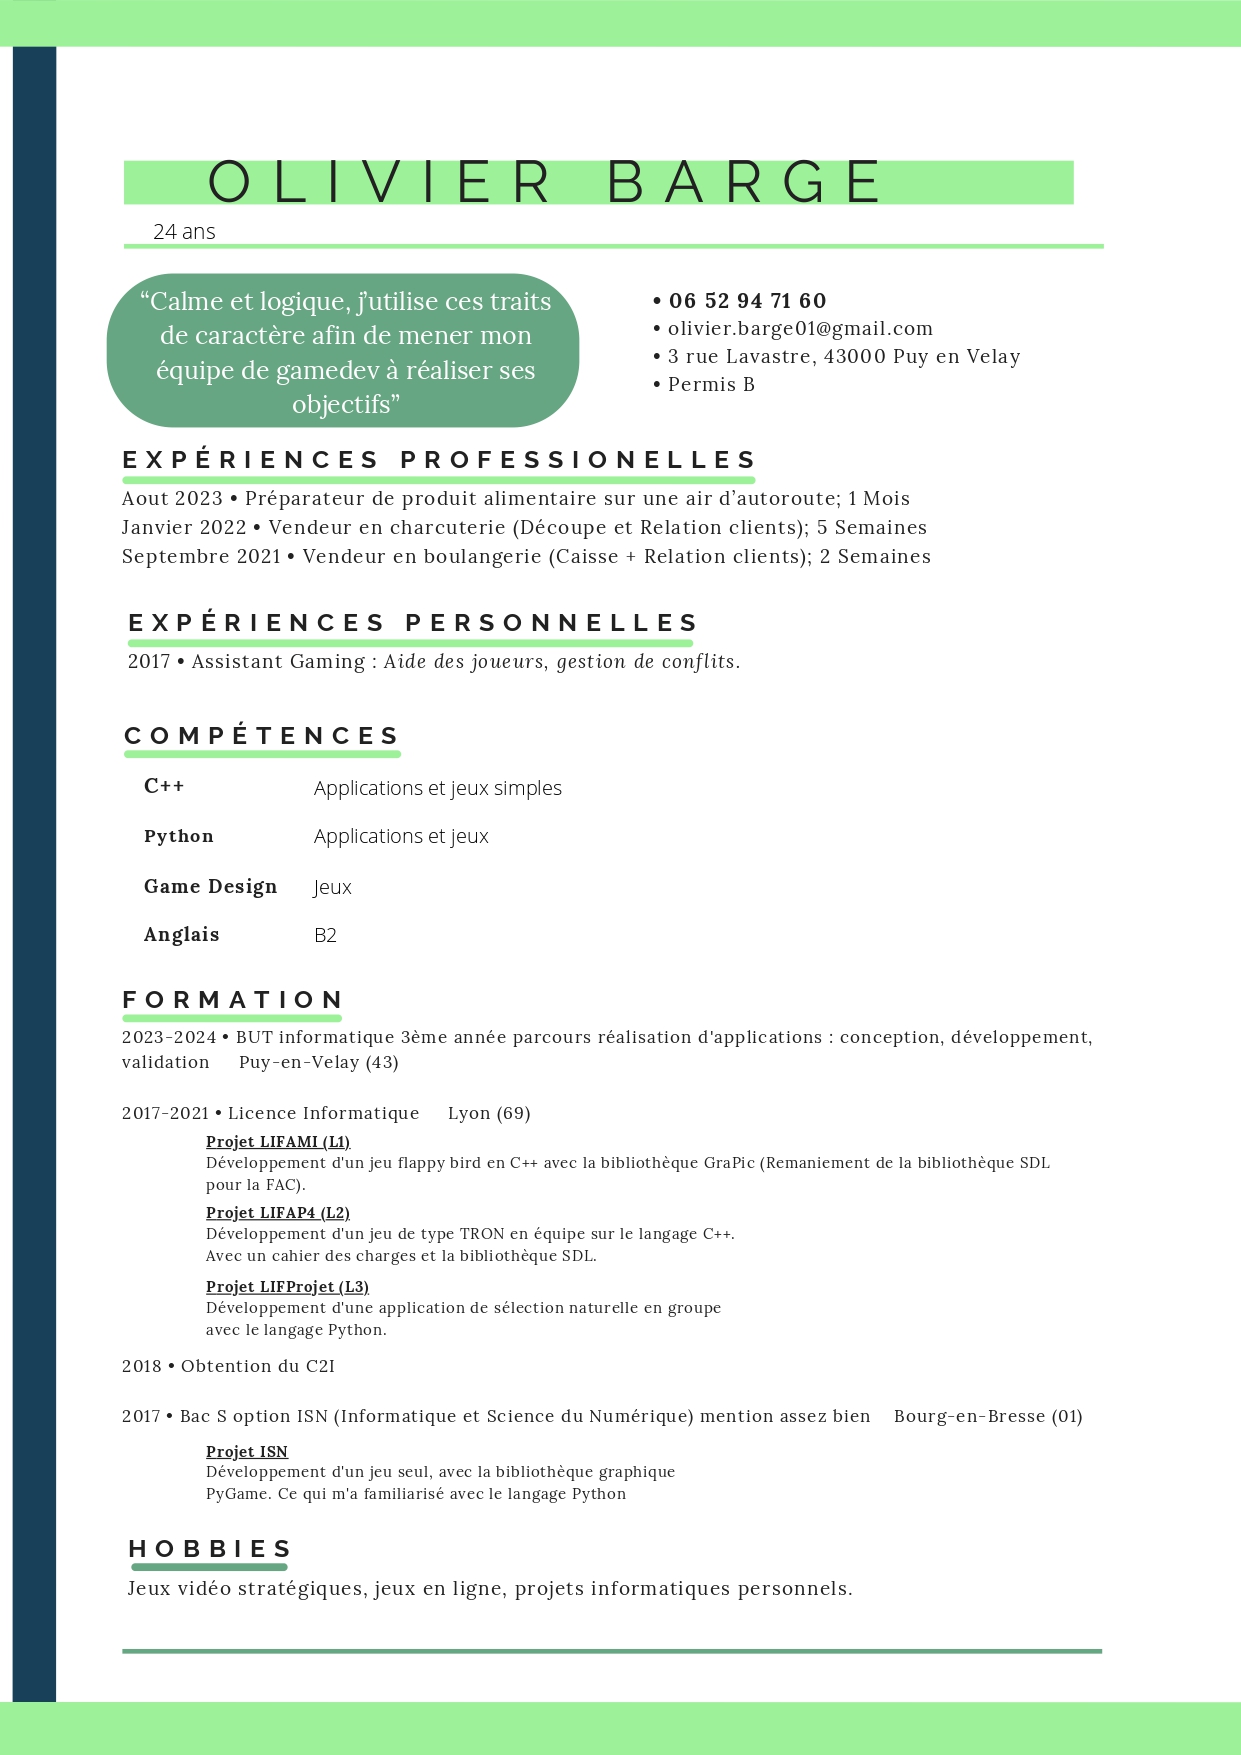 OLIVIER BARGE
24 ans
“Calme et logique, j’utilise ces traits
de caractère afin de mener mon
équipe de gamedev à réaliser ses
objectifs”
• 06 52 94 71 60
• olivier.barge01@gmail.com
• 3 rue Lavastre, 43000 Puy en Velay
• Permis B
EXPÉRIENCES PROFESSIONELLES
Aout 2023 • Préparateur de produit alimentaire sur une air d’autoroute; 1 Mois
Janvier 2022 • Vendeur en charcuterie (Découpe et Relation clients); 5 Semaines
Septembre 2021 • Vendeur en boulangerie (Caisse + Relation clients); 2 Semaines
EXPÉRIENCES PERSONNELLES
2017 • Assistant Gaming : Aide des joueurs, gestion de conflits.
COMPÉTENCES
C++ Applications et jeux simples
Python Applications et jeux
Game Design Jeux
Anglais B2
FORMATION
2023-2024 • BUT informatique 3ème année parcours réalisation d'applications : conception, développement,
validation Puy-en-Velay (43)
2017-2021 • Licence Informatique Lyon (69)
Projet LIFAMI (L1)
Développement d'un jeu flappy bird en C++ avec la bibliothèque GraPic (Remaniement de la bibliothèque SDL
pour la FAC).
Projet LIFAP4 (L2)
Développement d'un jeu de type TRON en équipe sur le langage C++.
Avec un cahier des charges et la bibliothèque SDL.
Projet LIFProjet (L3)
Développement d'une application de sélection naturelle en groupe
avec le langage Python.
2018 • Obtention du C2I
2017 • Bac S option ISN (Informatique et Science du Numérique) mention assez bien Bourg-en-Bresse (01)
Projet ISN
Développement d'un jeu seul, avec la bibliothèque graphique
PyGame. Ce qui m'a familiarisé avec le langage Python
HOBBIES
Jeux vidéo stratégiques, jeux en ligne, projets informatiques personnels.